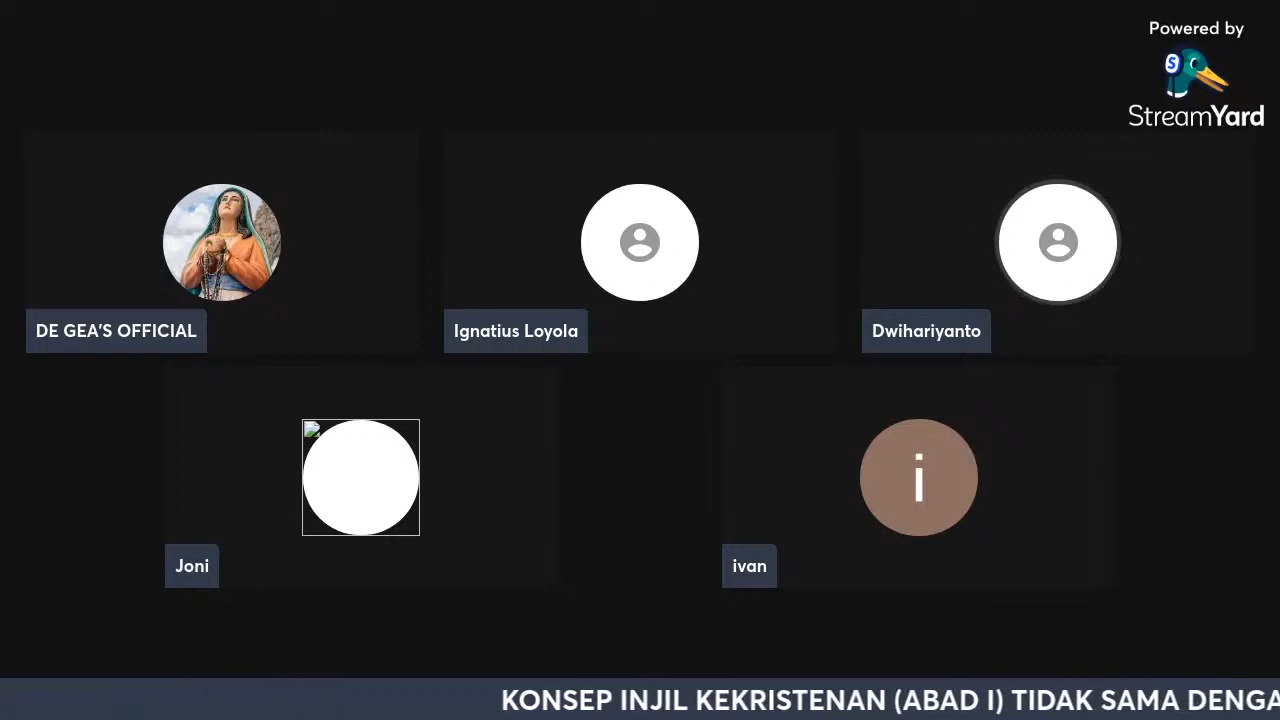 Powered by
StreamYard
DE GEA'S OFFICIAL
Ignatius Loyola
Dwihariyanto
Joni
i
ivan
KONSEP INJIL KEKRISTENAN (ABAD I) TIDAK SAMA DENGA